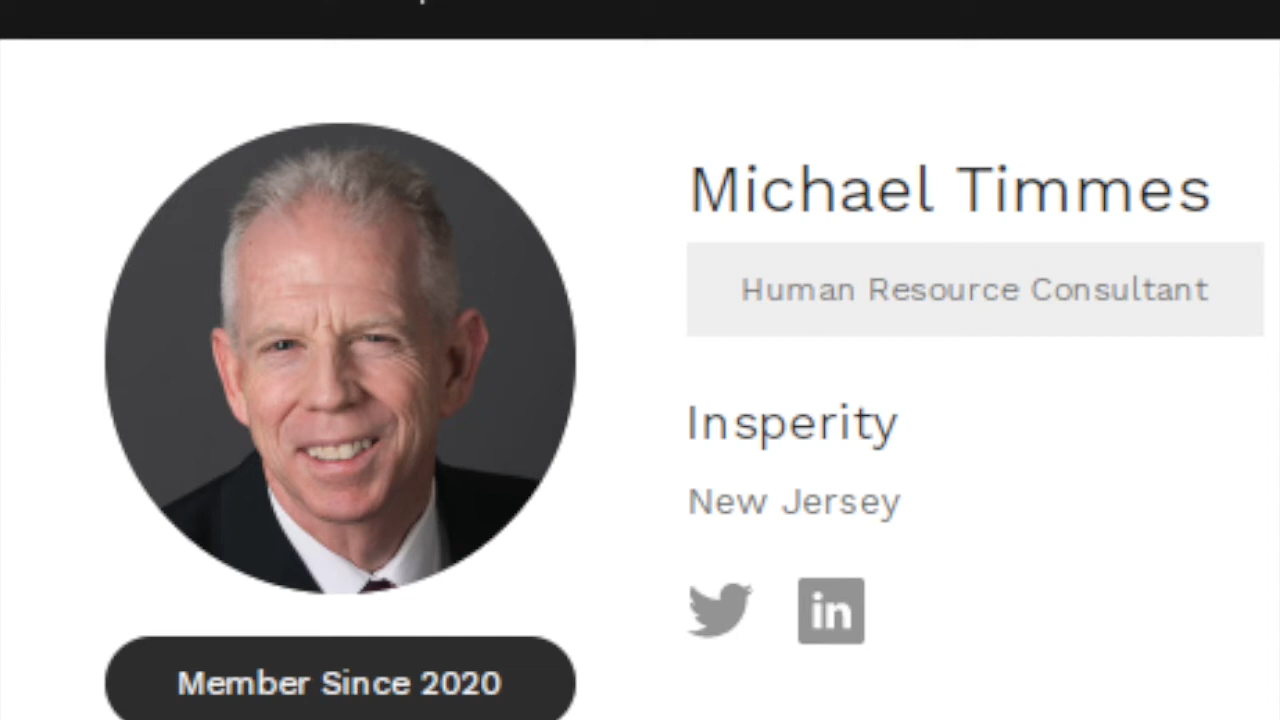 Michael Timmes
Human Resource Consultant
Insperity
New Jersey
in
Member Since 2020